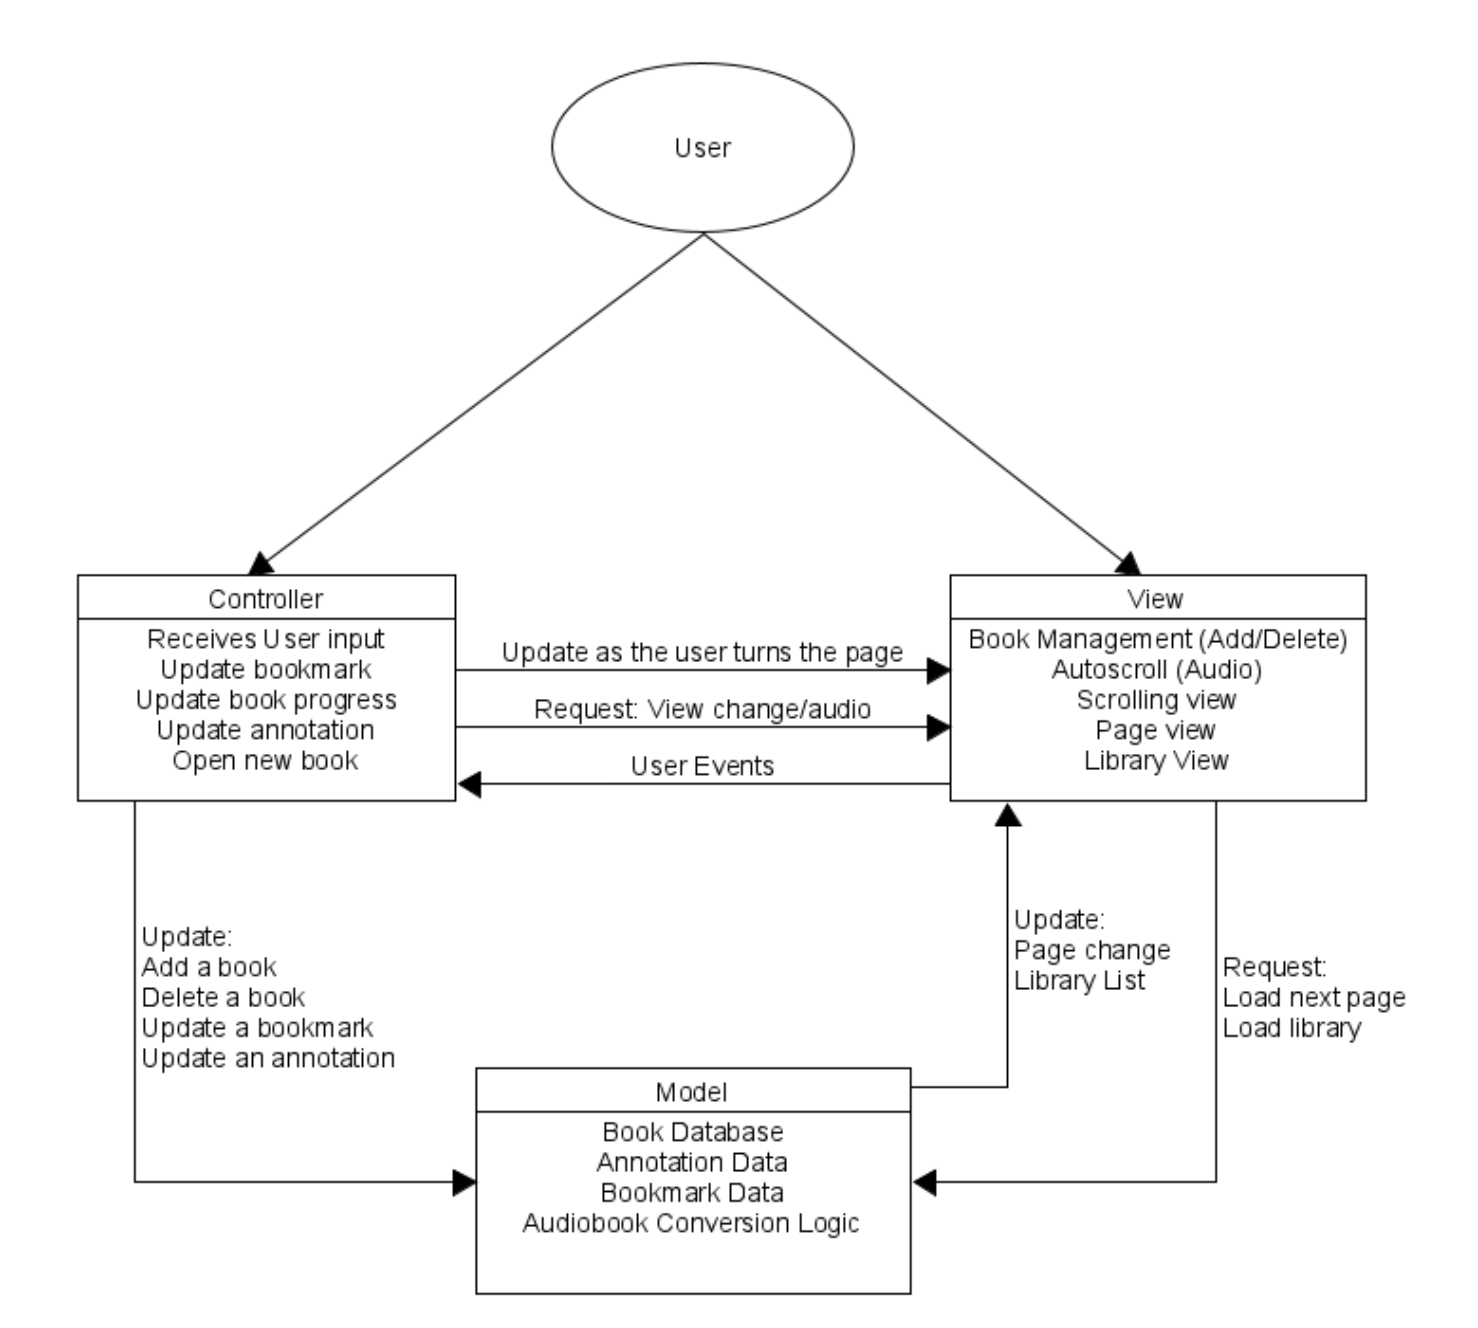 User
Controller
Receives User input
Update bookmark
Update book progress
Update annotation
Open new book
Update as the user turns the page
Request: View change/audio
User Events
View
Book Management (Add/Delete)
Autoscroll (Audio)
Scrolling view
Page view
Library View
Update:
Add a book
Delete a book
Update a bookmark
Update an annotation
Update:
Page change
Library List
Request:
Load next page
Load library
Model
Book Database
Annotation Data
Bookmark Data
Audiobook Conversion Logic